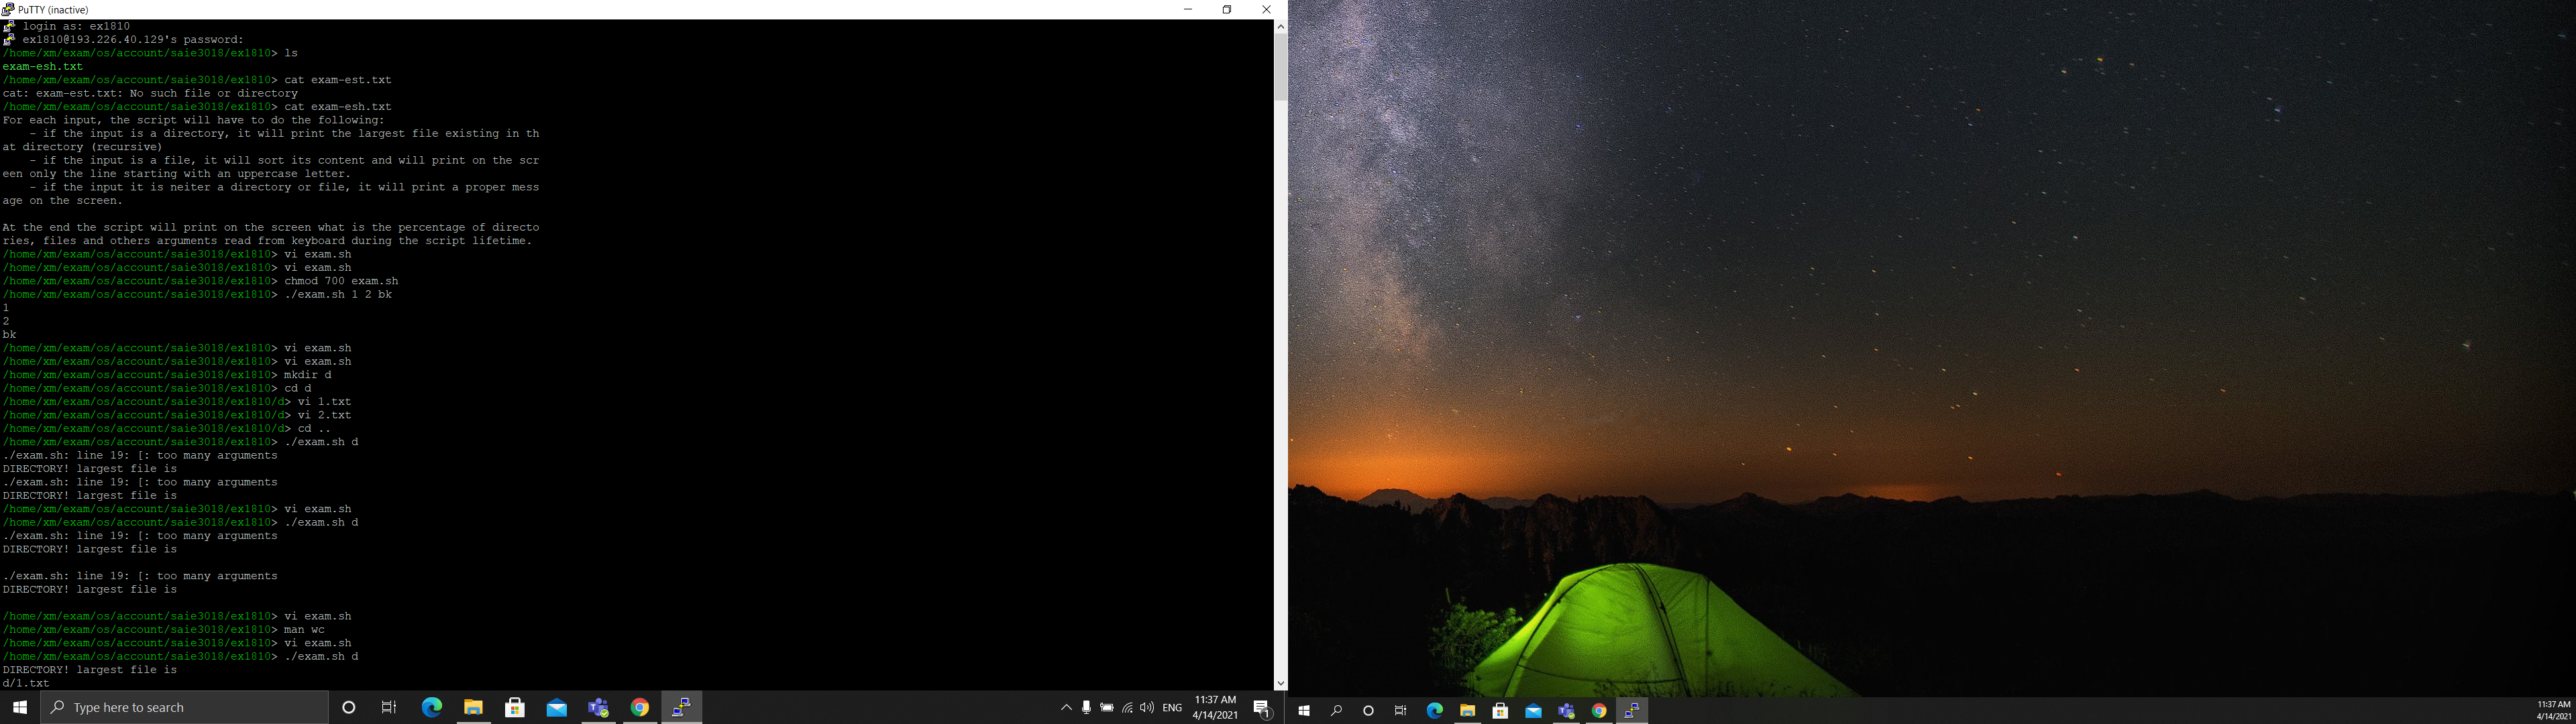 PuTTY (inactive)
login as: ex1810
ex1810@193.226.40.129's password:
/home/xm/exam/os/account/saie3018/ex1810> ls
exam-esh.txt
/home/xm/exam/os/account/saie3018/ex1810> cat exam-est.txt
cat: exam-est.txt: No such file or directory
/home/xm/exam/os/account/saie3018/ex1810> cat exam-esh.txt
For each input, the script will have to do the following:
    - if the input is a directory, it will print the largest file existing in th
at directory (recursive)
    - if the input is a file, it will sort its content and will print on the scr
een only the line starting with an uppercase letter.
    - if the input it is neiter a directory or file, it will print a proper mess
age on the screen.
At the end the script will print on the screen what is the percentage of directo
ries, files and others arguments read from keyboard during the script lifetime.
/home/xm/exam/os/account/saie3018/ex1810> vi exam.sh
/home/xm/exam/os/account/saie3018/ex1810> vi exam.sh
/home/xm/exam/os/account/saie3018/ex1810> chmod 700 exam.sh
/home/xm/exam/os/account/saie3018/ex1810> ./exam.sh 1 2 bk
1
2
bk
/home/xm/exam/os/account/saie3018/ex1810> vi exam.sh
/home/xm/exam/os/account/saie3018/ex1810> vi exam.sh
/home/xm/exam/os/account/saie3018/ex1810> mkdir d
/home/xm/exam/os/account/saie3018/ex1810> cd d
/home/xm/exam/os/account/saie3018/ex1810/d> vi 1.txt
/home/xm/exam/os/account/saie3018/ex1810/d> vi 2.txt
/home/xm/exam/os/account/saie3018/ex1810/d> cd ..
/home/xm/exam/os/account/saie3018/ex1810> ./exam.sh d
./exam.sh: line 19: [: too many arguments
DIRECTORY! largest file is
./exam.sh: line 19: [: too many arguments
DIRECTORY! largest file is
/home/xm/exam/os/account/saie3018/ex1810> vi exam.sh
/home/xm/exam/os/account/saie3018/ex1810> ./exam.sh d
./exam.sh: line 19: [: too many arguments
DIRECTORY! largest file is
./exam.sh: line 19: [: too many arguments
DIRECTORY! largest file is
/home/xm/exam/os/account/saie3018/ex1810> vi exam.sh
/home/xm/exam/os/account/saie3018/ex1810> man wc
/home/xm/exam/os/account/saie3018/ex1810> vi exam.sh
/home/xm/exam/os/account/saie3018/ex1810> ./exam.sh d
DIRECTORY! largest file is
d/1.txt
Type here to search
ENG
11:37 AM
4/14/2021
1
11:37 AM
4/14/2021